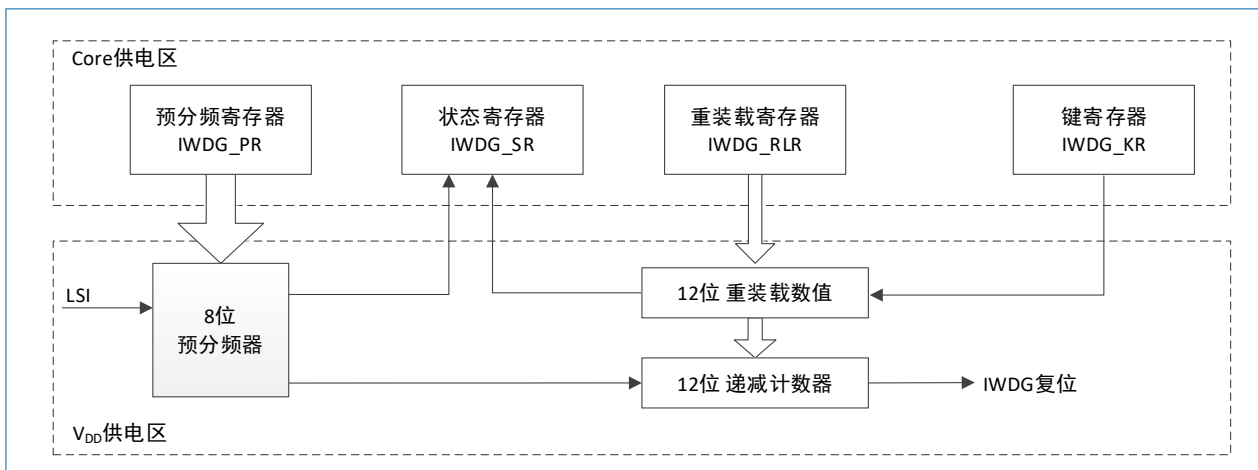 Core供电区
预分频寄存器
IWDG_PR
状态寄存器
IWDG_SR
重装载寄存器
IWDG_RLR
键寄存器
IWDG_KR
LSI
8位
预分频器
12位 重装载数值
12位 递减计数器
IWDG复位
VDD供电区